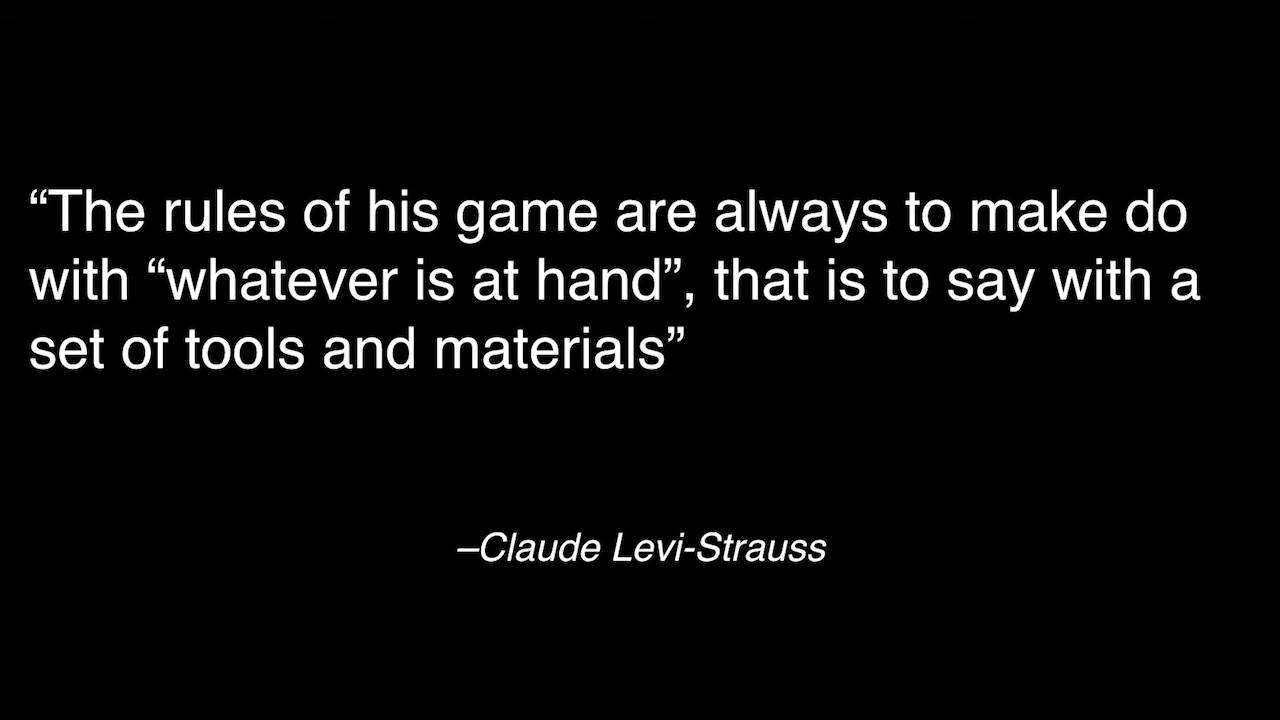 “The rules of his game are always to make do
with “whatever is at hand”, that is to say with a
set of tools and materials”
–Claude Levi-Strauss